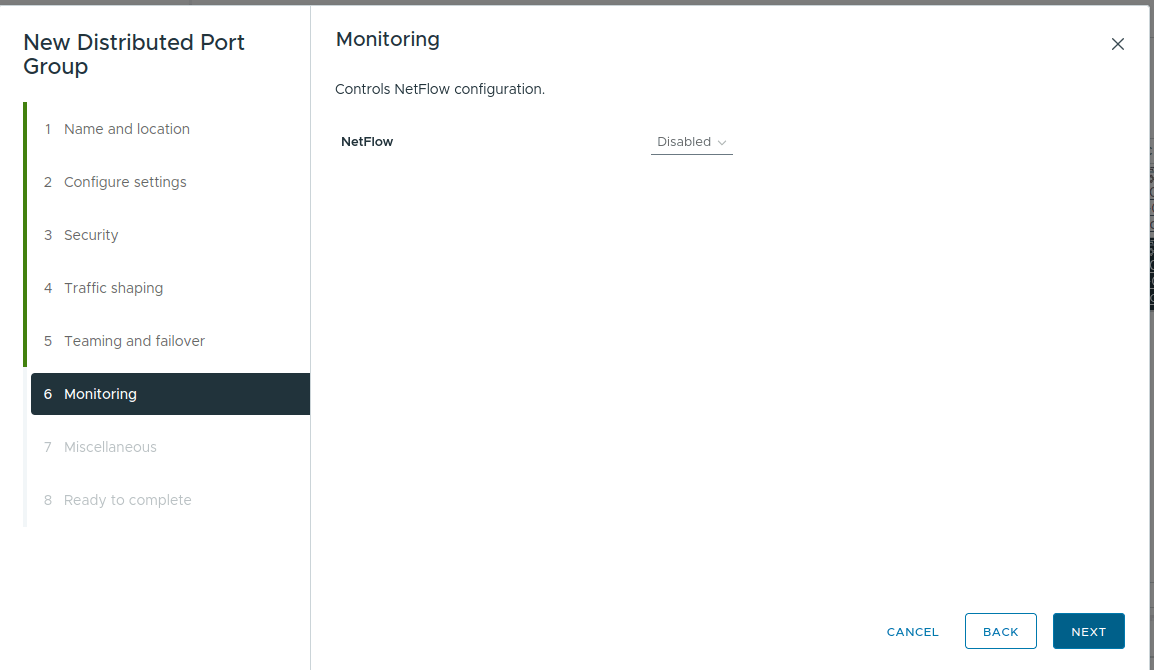 New Distributed Port
Group
1 Name and location
2 Configure settings
3 Security
4 Traffic shaping
5 Teaming and failover
6 Monitoring
7 Miscellaneous
8 Ready to complete
Monitoring
Controls NetFlow configuration.
NetFlow
Disabled
CANCEL
BACK
NEXT